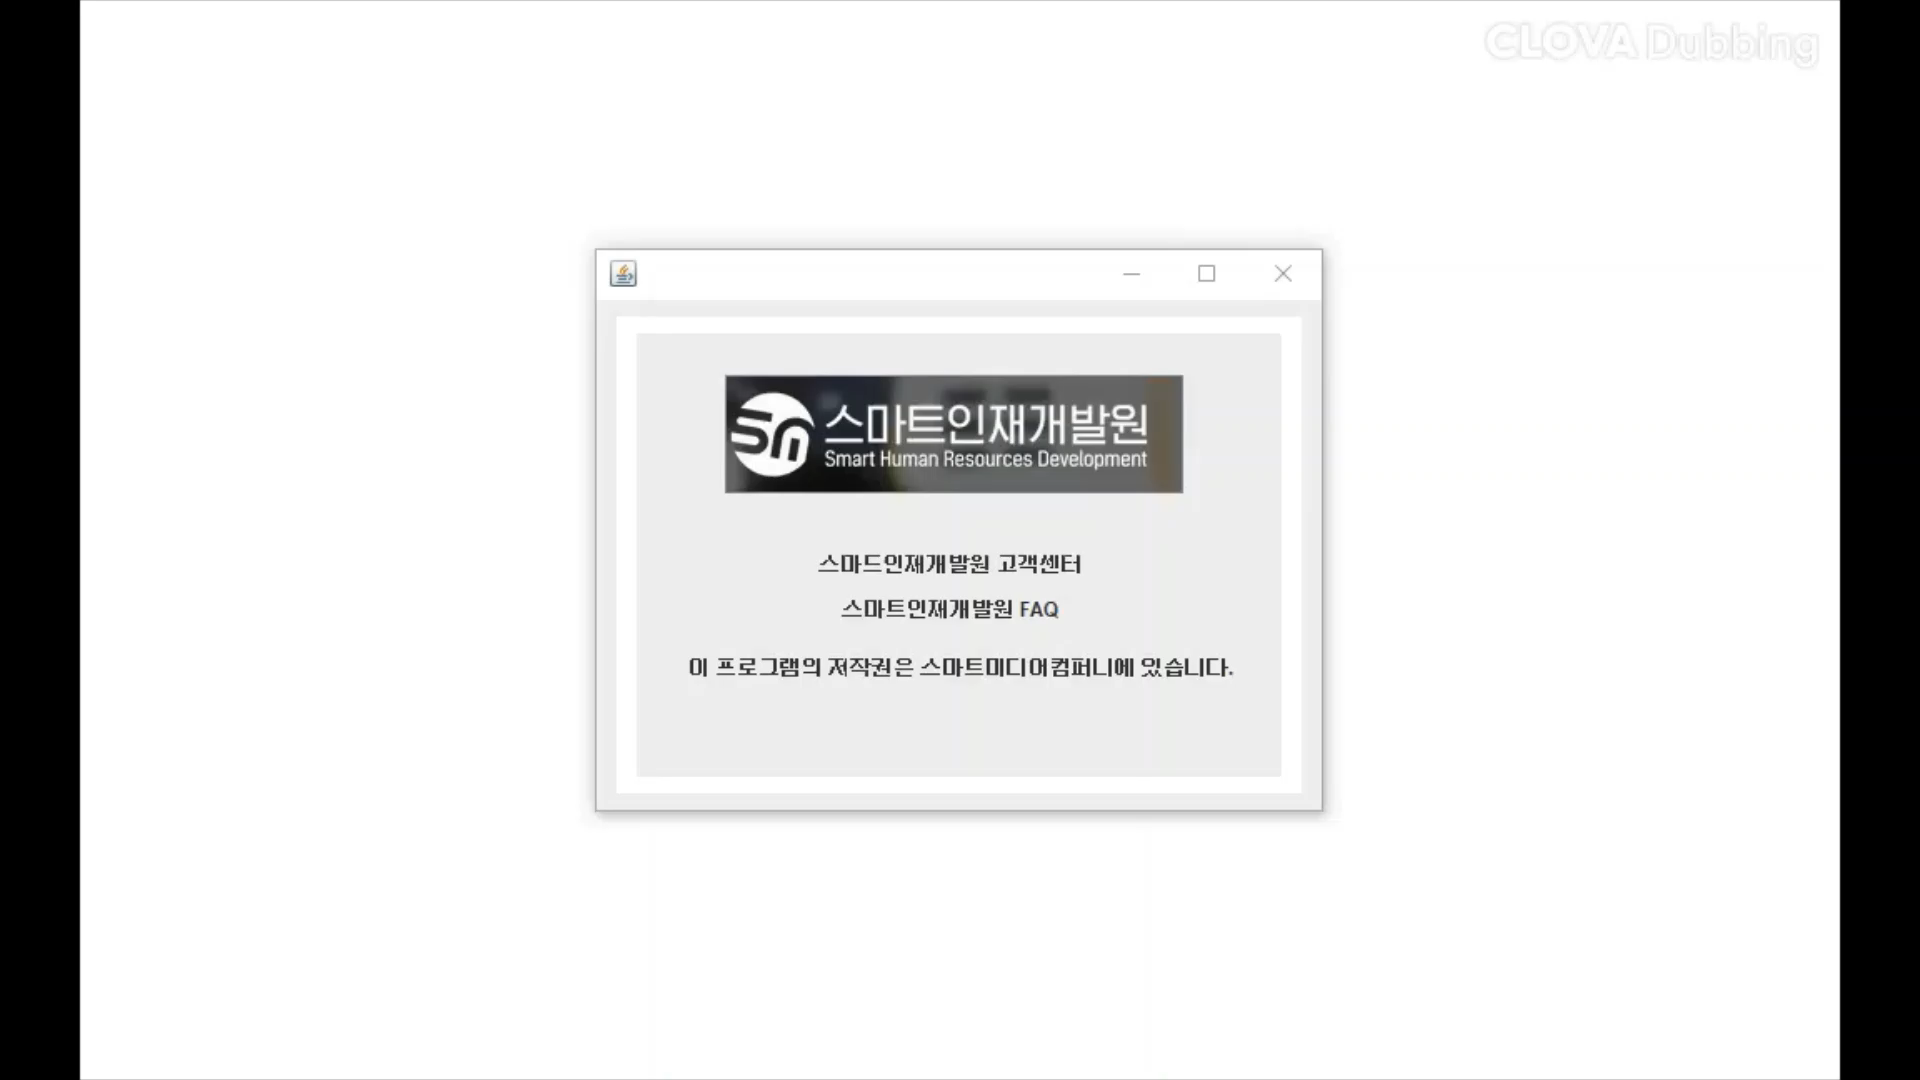 CLOVA Dubbing
스마트인재개발원
Smart Human Resources Development
스마드인재개발원 고객센터
스마트인재개발원 FAQ
이 프로그램의 저작권은 스마트미디어컴퍼니에 있습니다.